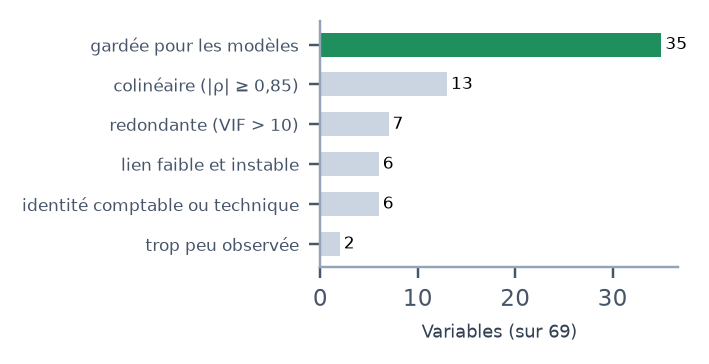 gardée pour les modèles 35
colinéaire (|ρ| ≥ 0,85) 13
redondante (VIF > 10) 7
lien faible et instable 6
identité comptable ou technique 6
trop peu observée 2
0 10 20 30
Variables (sur 69)